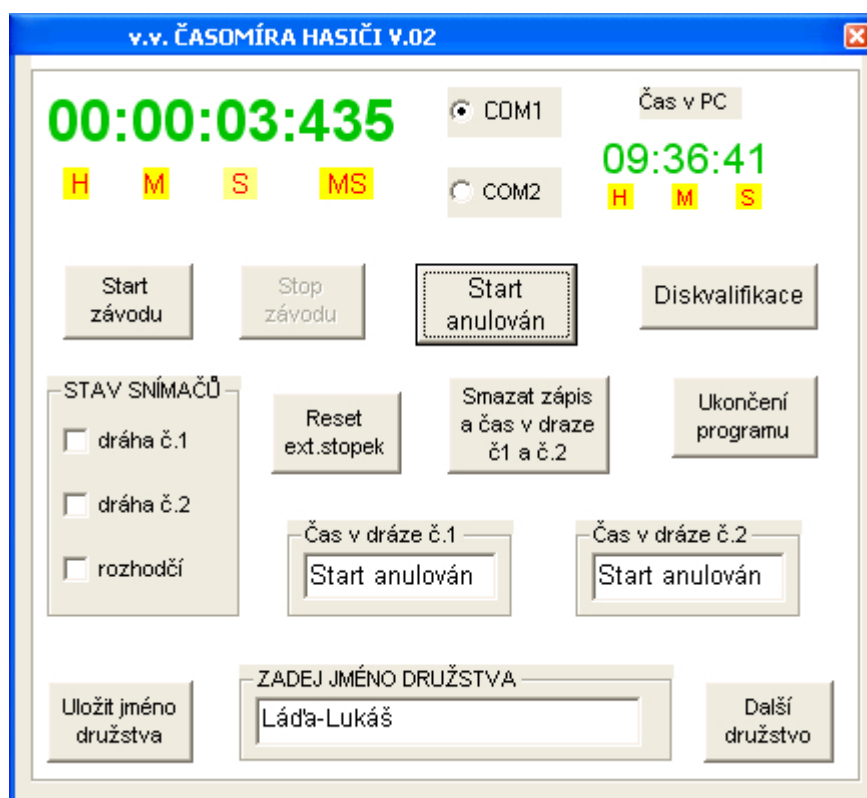 v.v. ČASOMÍRA HASIČI V.02
00:00:03:435
H M S MS
COM1
COM2
Čas v PC
09:36:41
H M S
Start
závodu
Stop
závodu
Start
anulován
Diskvalifikace
STAV SNÍMAČŮ
dráha č.1
dráha č.2
rozhodčí
Reset
ext.stopek
Smazat zápis
a čas v draze
č1 a č.2
Ukončení
programu
Čas v dráze č.1
Start anulován
Čas v dráze č.2
Start anulován
Uložit jméno
družstva
ZADEJ JMÉNO DRUŽSTVA
Láďa-Lukáš
Další
družstvo